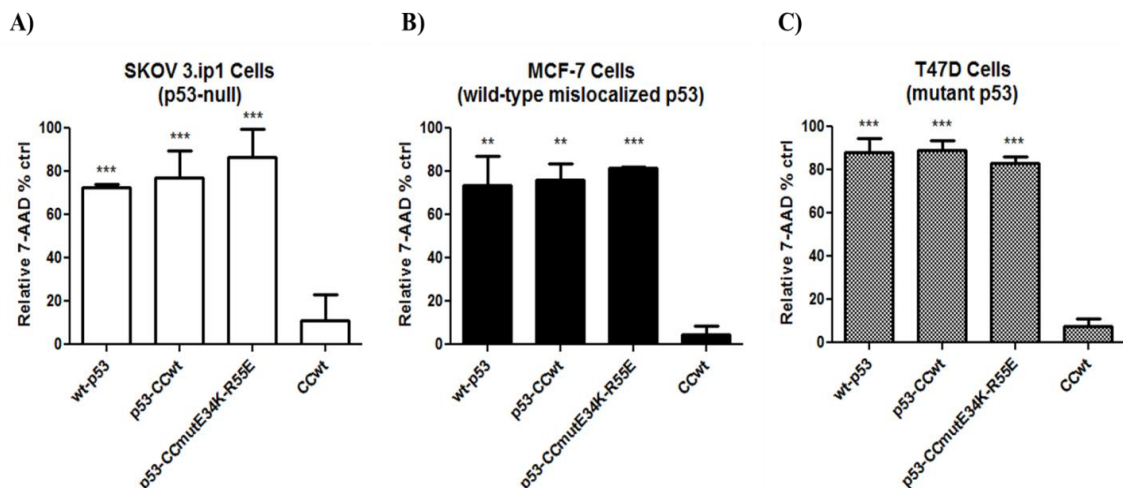 A)
SKOV 3.ip1 Cells
(p53-null)
Relative 7-AAD % ctrl
100
80
60
40
20
0
***
***
***
wt-p53
p53-CCwt
p53-CCmutE34K-R55E
CCwt
B)
MCF-7 Cells
(wild-type mislocalized p53)
Relative 7-AAD % ctrl
100
80
60
40
20
0
**
**
***
wt-p53
p53-CCwt
p53-CCmutE34K-R55E
CCwt
C)
T47D Cells
(mutant p53)
Relative 7-AAD % ctrl
100
80
60
40
20
0
***
***
***
wt-p53
p53-CCwt
p53-CCmutE34K-R55E
CCwt